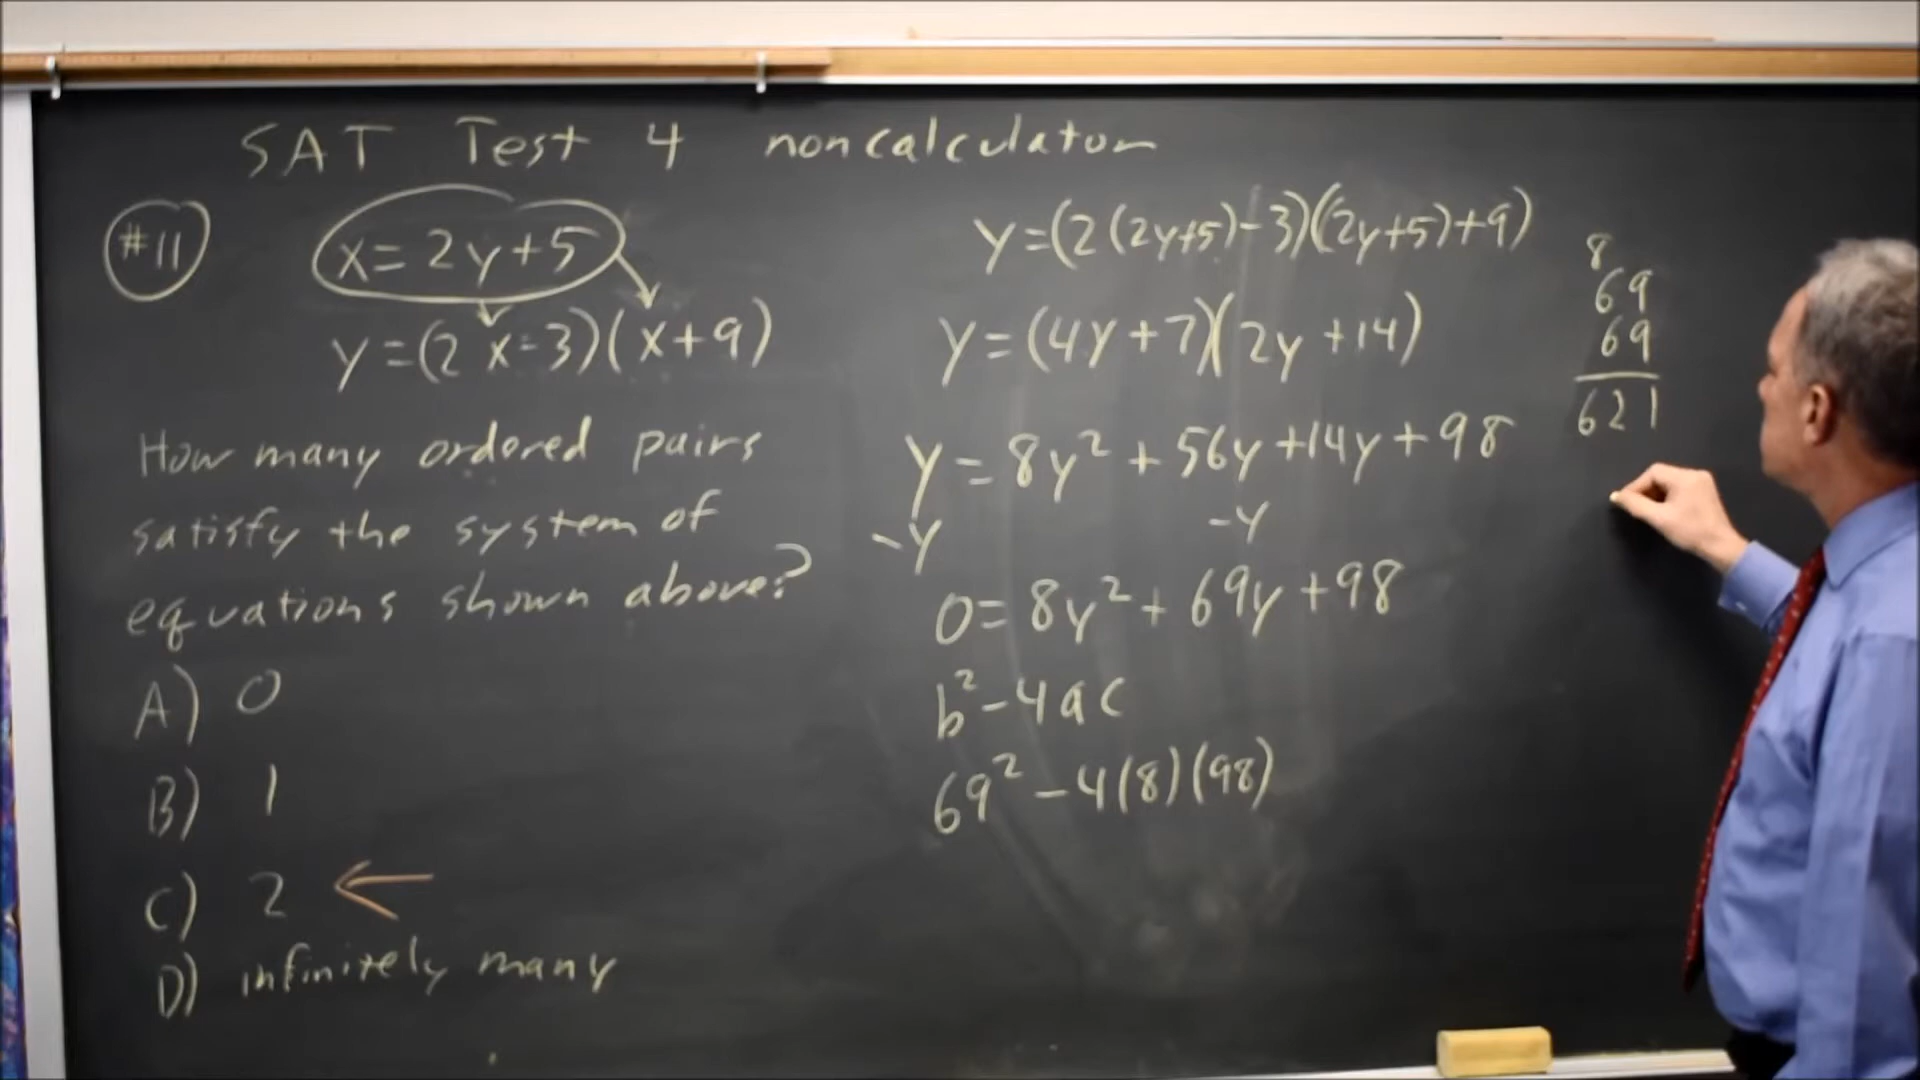 SAT Test 4 noncalculator
#11
x = 2y+5
y = (2x-3)(x+9)
How many ordered pairs
satisfy the system of
equations shown above?
A) 0
B) 1
C) 2 ←
D) infinitely many
y = (2(2y+5)-3)(2y+5)+9)
y = (4y+7)(2y+14)
y = 8y² + 56y + 14y + 98
-y -y
0 = 8y² + 69y + 98
b² - 4ac
69² - 4(8)(98)
8
69
69
621